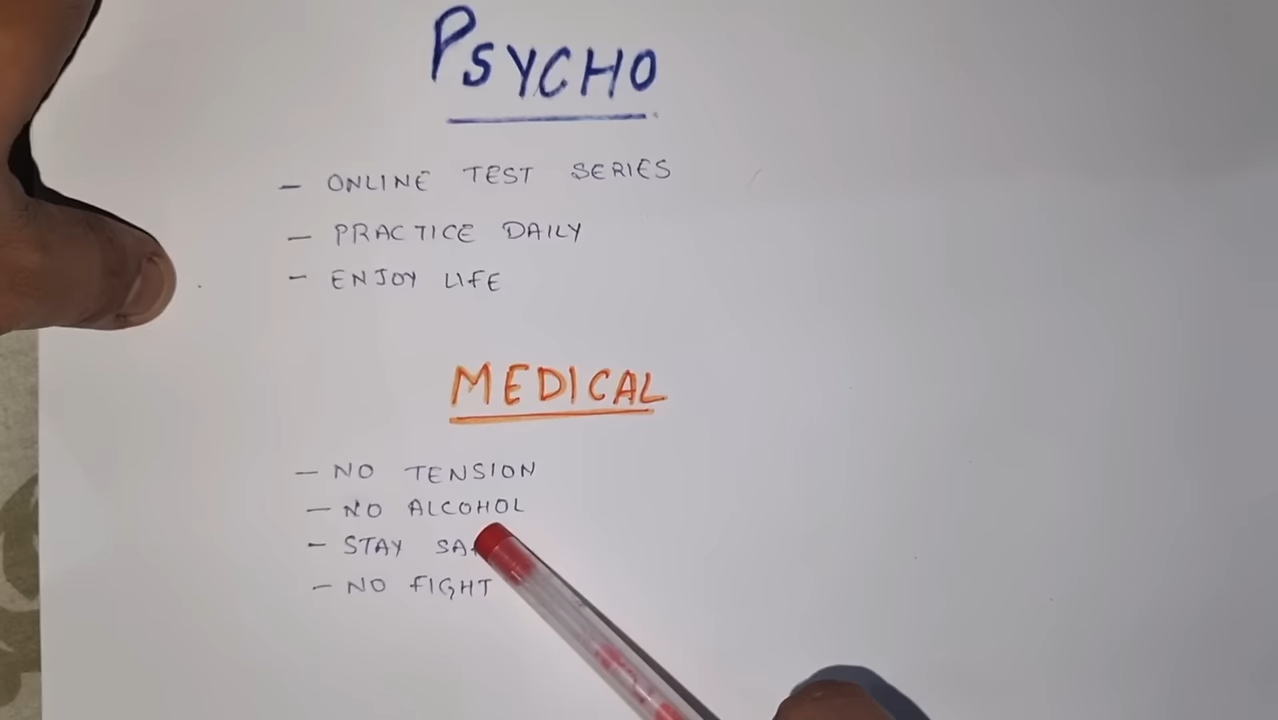 PSYCHO
- ONLINE TEST SERIES
- PRACTICE DAILY
- ENJOY LIFE
MEDICAL
- NO TENSION
- NO ALCOHOL
- STAY
- NO FIGHT